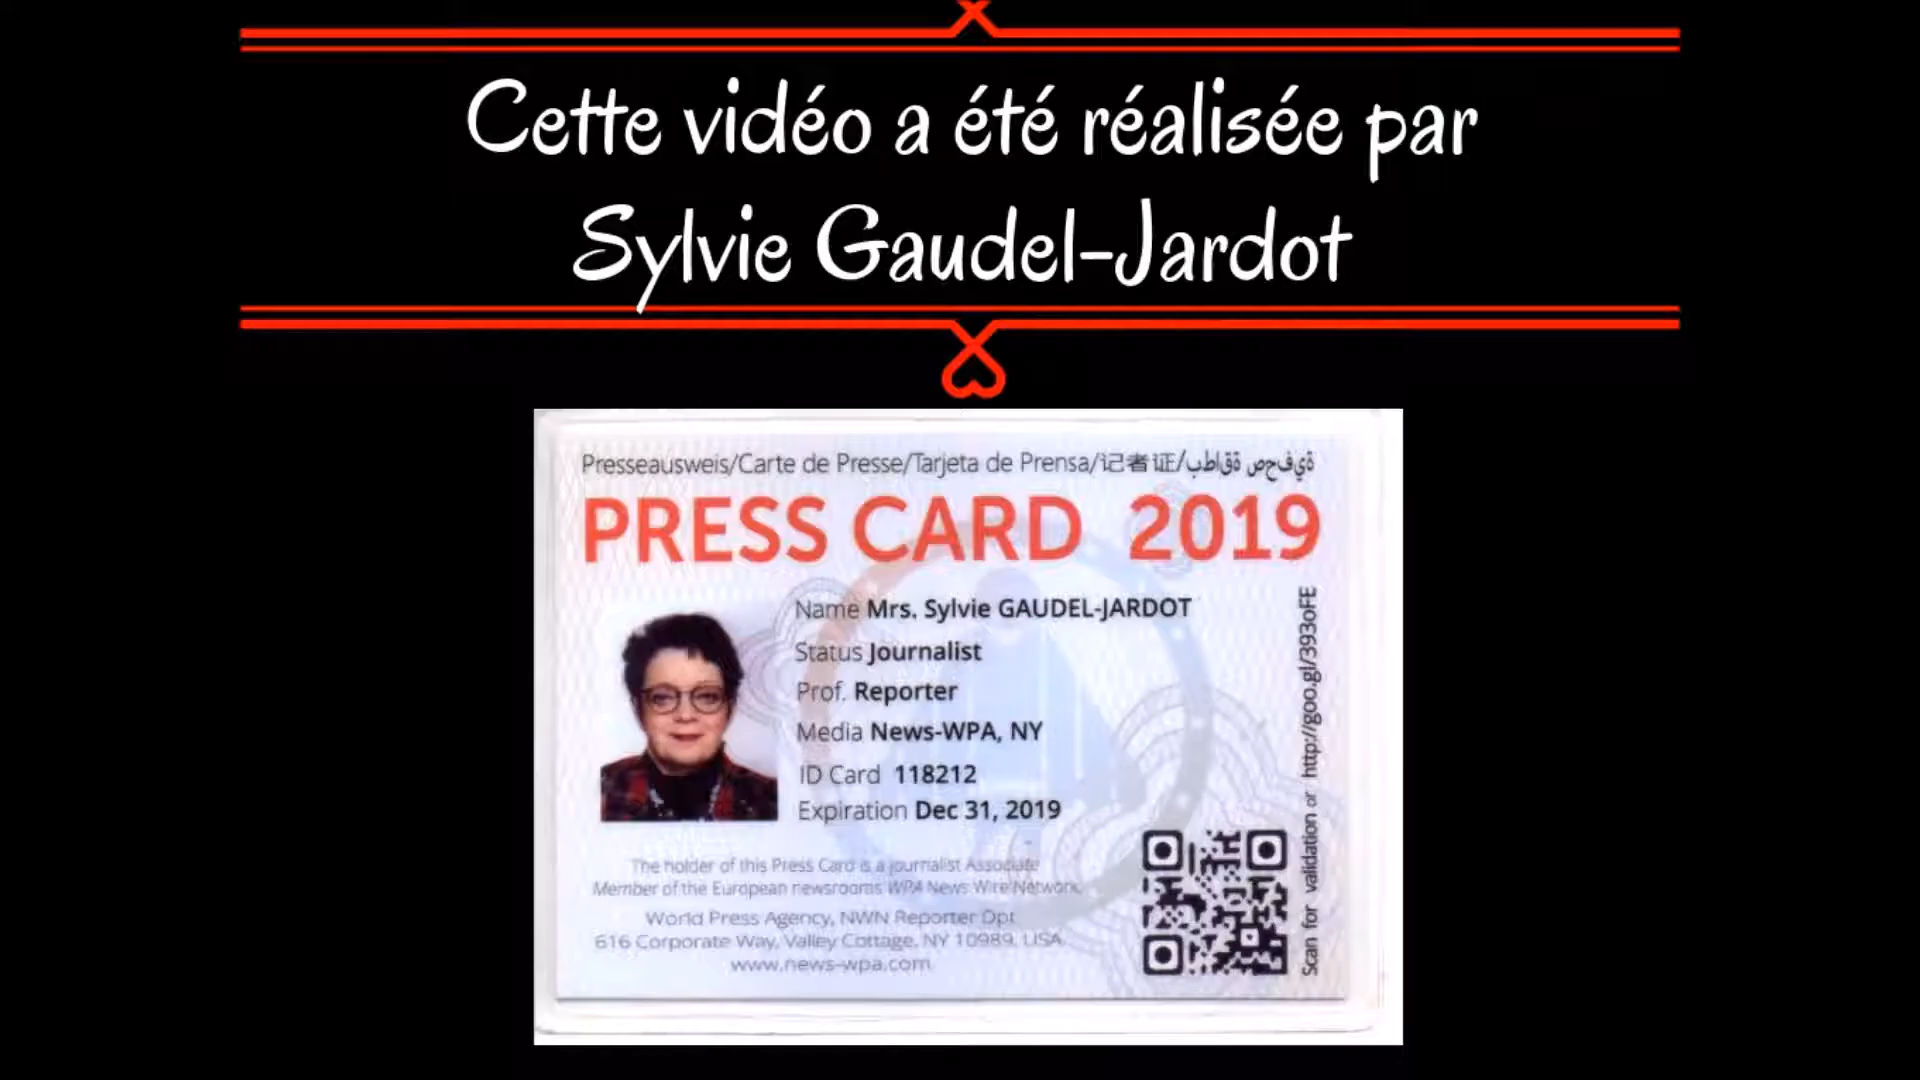 Cette vidéo a été réalisée par
Sylvie Gaudel-Jardot
Presseausweis/Carte de Presse/Tarjeta de Prensa/记者证/ةيفحص ةقاطب
PRESS CARD 2019
Name Mrs. Sylvie GAUDEL-JARDOT
Status Journalist
Prof. Reporter
Media News-WPA, NY
ID Card 118212
Expiration Dec 31, 2019
The holder of this Press Card is a journalist Associate
Member of the European newsrooms WPA News Wire Network,
World Press Agency, NWN Reporter Dpt
616 Corporate Way, Valley Cottage, NY 10989, USA.
www.news-wpa.com
Scan for validation or http://goo.gl/393oFE